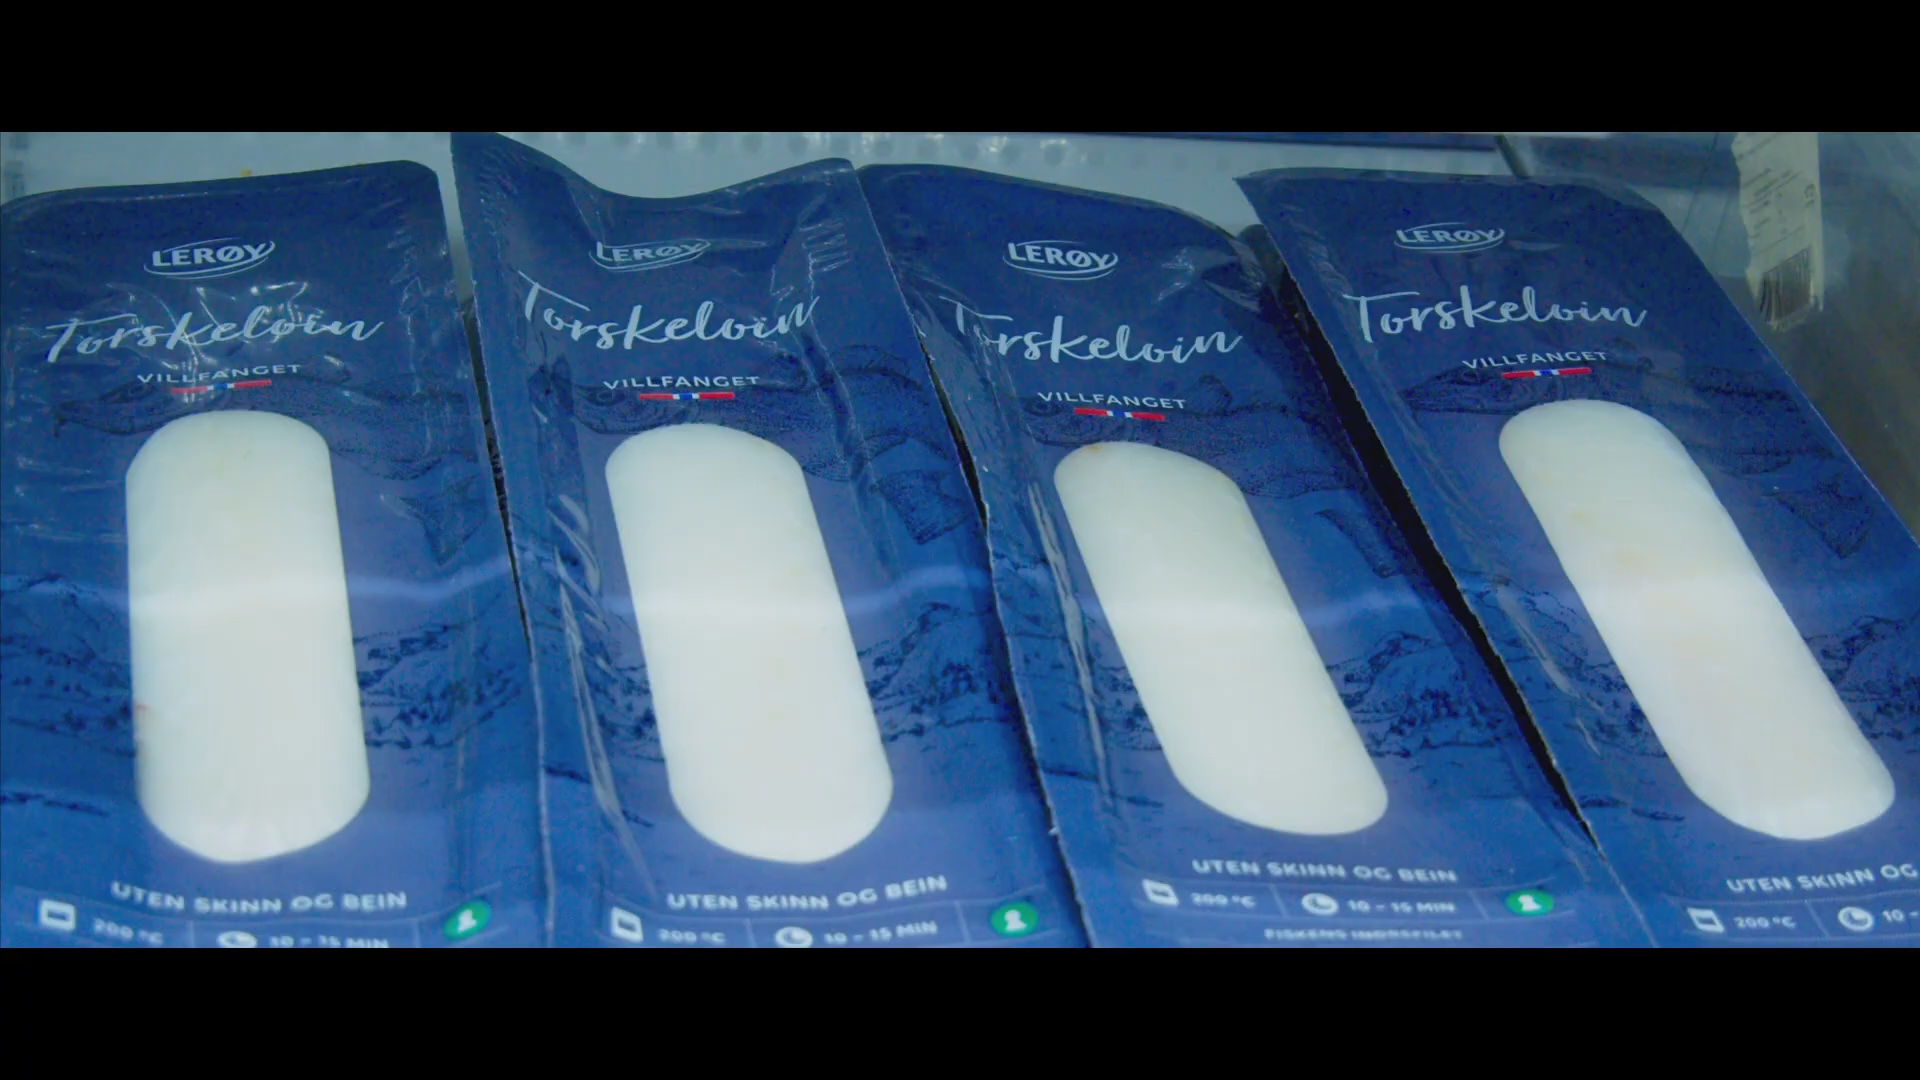 LERØY
Torskeloin
VILLFANGET
UTEN SKINN OG BEIN
200 °C
10 - 15 MIN
LERØY
Torskeloin
VILLFANGET
UTEN SKINN OG BEIN
200 °C
10 - 15 MIN
LERØY
Torskeloin
VILLFANGET
UTEN SKINN OG BEIN
200 °C
10 - 15 MIN
LERØY
Torskeloin
VILLFANGET
UTEN SKINN OG
200 °C
10 -